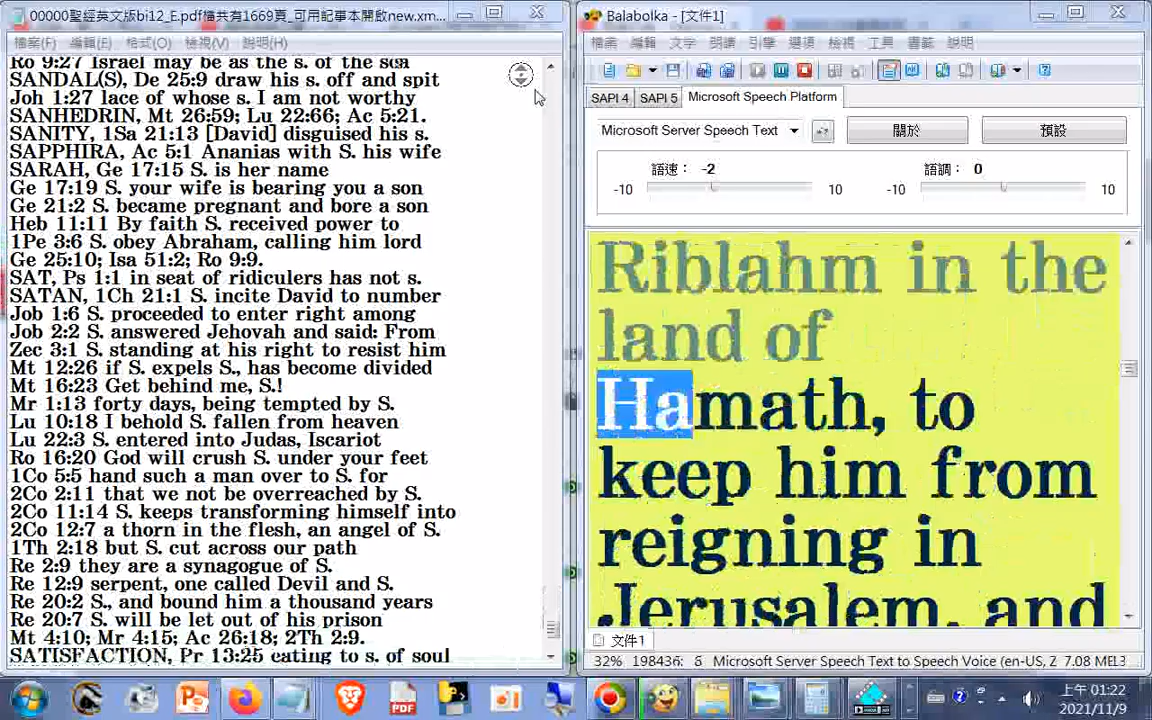 00000聖經英文版bi12_E.pdf檔共有1669頁_可用記事本開啟new.xm...
檔案(F) 編輯(E) 格式(O) 檢視(V) 說明(H)
Ro 9:27 Israel may be as the s. of the sea
SANDAL(S), De 25:9 draw his s. off and spit
Joh 1:27 lace of whose s. I am not worthy
SANHEDRIN, Mt 26:59; Lu 22:66; Ac 5:21.
SANITY, 1Sa 21:13 [David] disguised his s.
SAPPHIRA, Ac 5:1 Ananias with S. his wife
SARAH, Ge 17:15 S. is her name
Ge 17:19 S. your wife is bearing you a son
Ge 21:2 S. became pregnant and bore a son
Heb 11:11 By faith S. received power to
1Pe 3:6 S. obey Abraham, calling him lord
Ge 25:10; Isa 51:2; Ro 9:9.
SAT, Ps 1:1 in seat of ridiculers has not s.
SATAN, 1Ch 21:1 S. incite David to number
Job 1:6 S. proceeded to enter right among
Job 2:2 S. answered Jehovah and said: From
Zec 3:1 S. standing at his right to resist him
Mt 12:26 if S. expels S., has become divided
Mt 16:23 Get behind me, S.!
Mr 1:13 forty days, being tempted by S.
Lu 10:18 I behold S. fallen from heaven
Lu 22:3 S. entered into Judas, Iscariot
Ro 16:20 God will crush S. under your feet
1Co 5:5 hand such a man over to S. for
2Co 2:11 that we not be overreached by S.
2Co 11:14 S. keeps transforming himself into
2Co 12:7 a thorn in the flesh, an angel of S.
1Th 2:18 but S. cut across our path
Re 2:9 they are a synagogue of S.
Re 12:9 serpent, one called Devil and S.
Re 20:2 S., and bound him a thousand years
Re 20:7 S. will be let out of his prison
Mt 4:10; Mr 4:15; Ac 26:18; 2Th 2:9.
SATISFACTION, Pr 13:25 eating to s. of soul
Balabolka - [文件1]
檔案 編輯 文字 朗讀 引擎 選項 檢視 工具 書籤 說明
SAPI 4 SAPI 5 Microsoft Speech Platform
Microsoft Server Speech Text 關於 預設
語速： -2 語調： 0
-10 10 -10 10
Riblahm in the
land of
Hamath, to
keep him from
reigning in
Jerusalem, and
文件1
32% 198436: 6 Microsoft Server Speech Text to Speech Voice (en-US, Z 7.08 MB
PDF
上午 01:22
2021/11/9